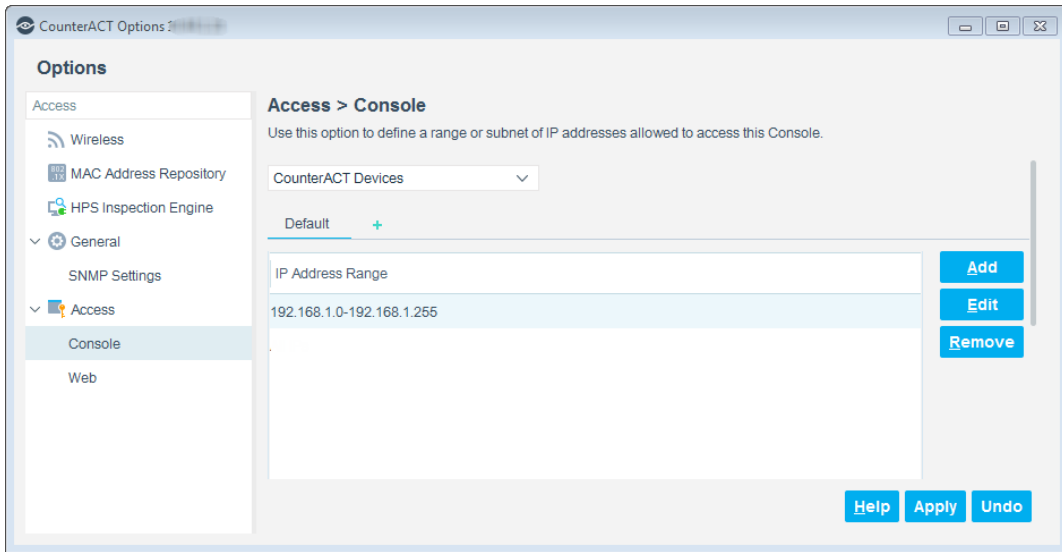 CounterACT Options
Options
Access
Wireless
802 1X MAC Address Repository
HPS Inspection Engine
General
SNMP Settings
Access
Console
Web
Access > Console
Use this option to define a range or subnet of IP addresses allowed to access this Console.
CounterACT Devices
Default +
IP Address Range
192.168.1.0-192.168.1.255
Add
Edit
Remove
Help Apply Undo